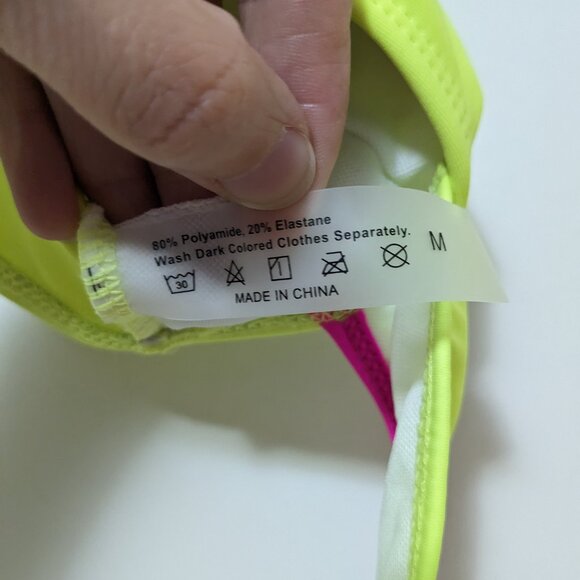 80% Polyamide. 20% Elastane
Wash Dark Colored Clothes Separately.
30
M
MADE IN CHINA